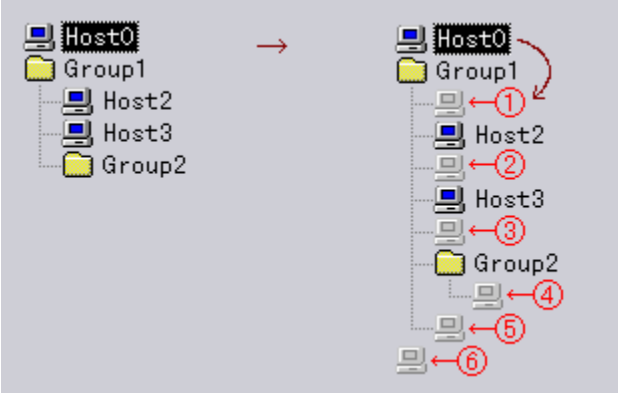 Host0
Group1
Host2
Host3
Group2
Host0
Group1
①
Host2
②
Host3
③
Group2
④
⑤
⑥